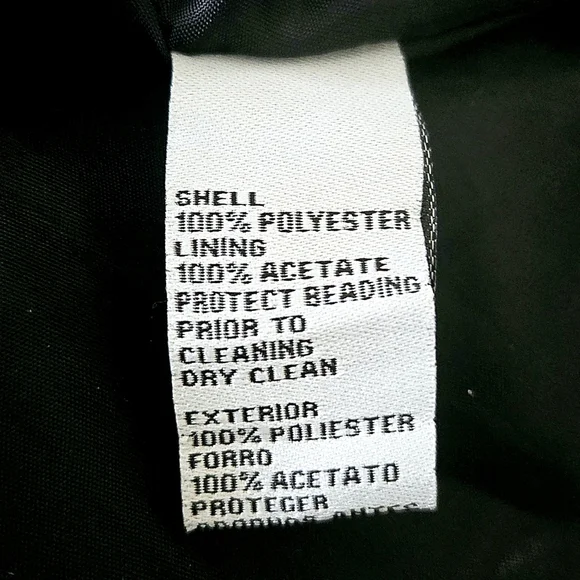 SHELL
100% POLYESTER
LINING
100% ACETATE
PROTECT BEADING
PRIOR TO
CLEANING
DRY CLEAN
EXTERIOR
100% POLIESTER
FORRO
100% ACETATO
PROTEGER
ANTES